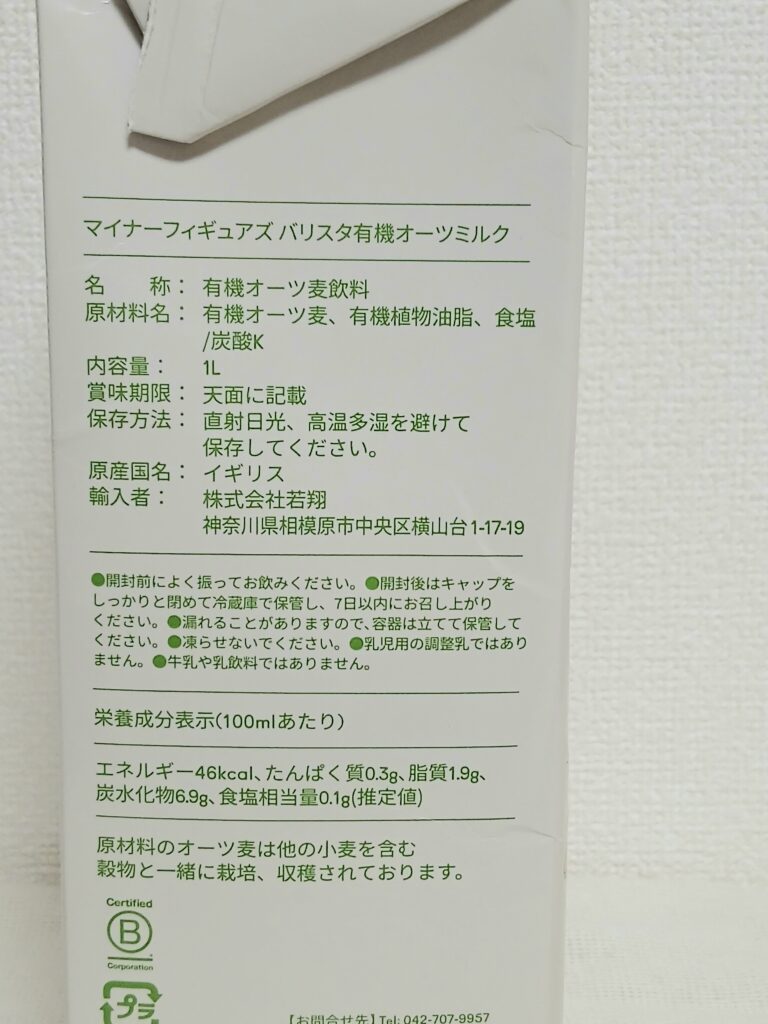 マイナーフィギュアズ バリスタ有機オーツミルク
名　称： 有機オーツ麦飲料
原材料名： 有機オーツ麦、有機植物油脂、食塩
/炭酸K
内容量： 1L
賞味期限： 天面に記載
保存方法： 直射日光、高温多湿を避けて
保存してください。
原産国名： イギリス
輸入者： 株式会社若翔
神奈川県相模原市中央区横山台1-17-19
●開封前によく振ってお飲みください。●開封後はキャップを
しっかりと閉めて冷蔵庫で保管し、7日以内にお召し上がり
ください。●漏れることがありますので、容器は立てて保管して
ください。●凍らせないでください。●乳児用の調整乳ではあり
ません。●牛乳や乳飲料ではありません。
栄養成分表示(100mlあたり)
エネルギー46kcal、たんぱく質0.3g、脂質1.9g、
炭水化物6.9g、食塩相当量0.1g(推定値)
原材料のオーツ麦は他の小麦を含む
穀物と一緒に栽培、収穫されております。
Certified
B
Corporation
プラ
【お問合せ先】Tel: 042-707-9957